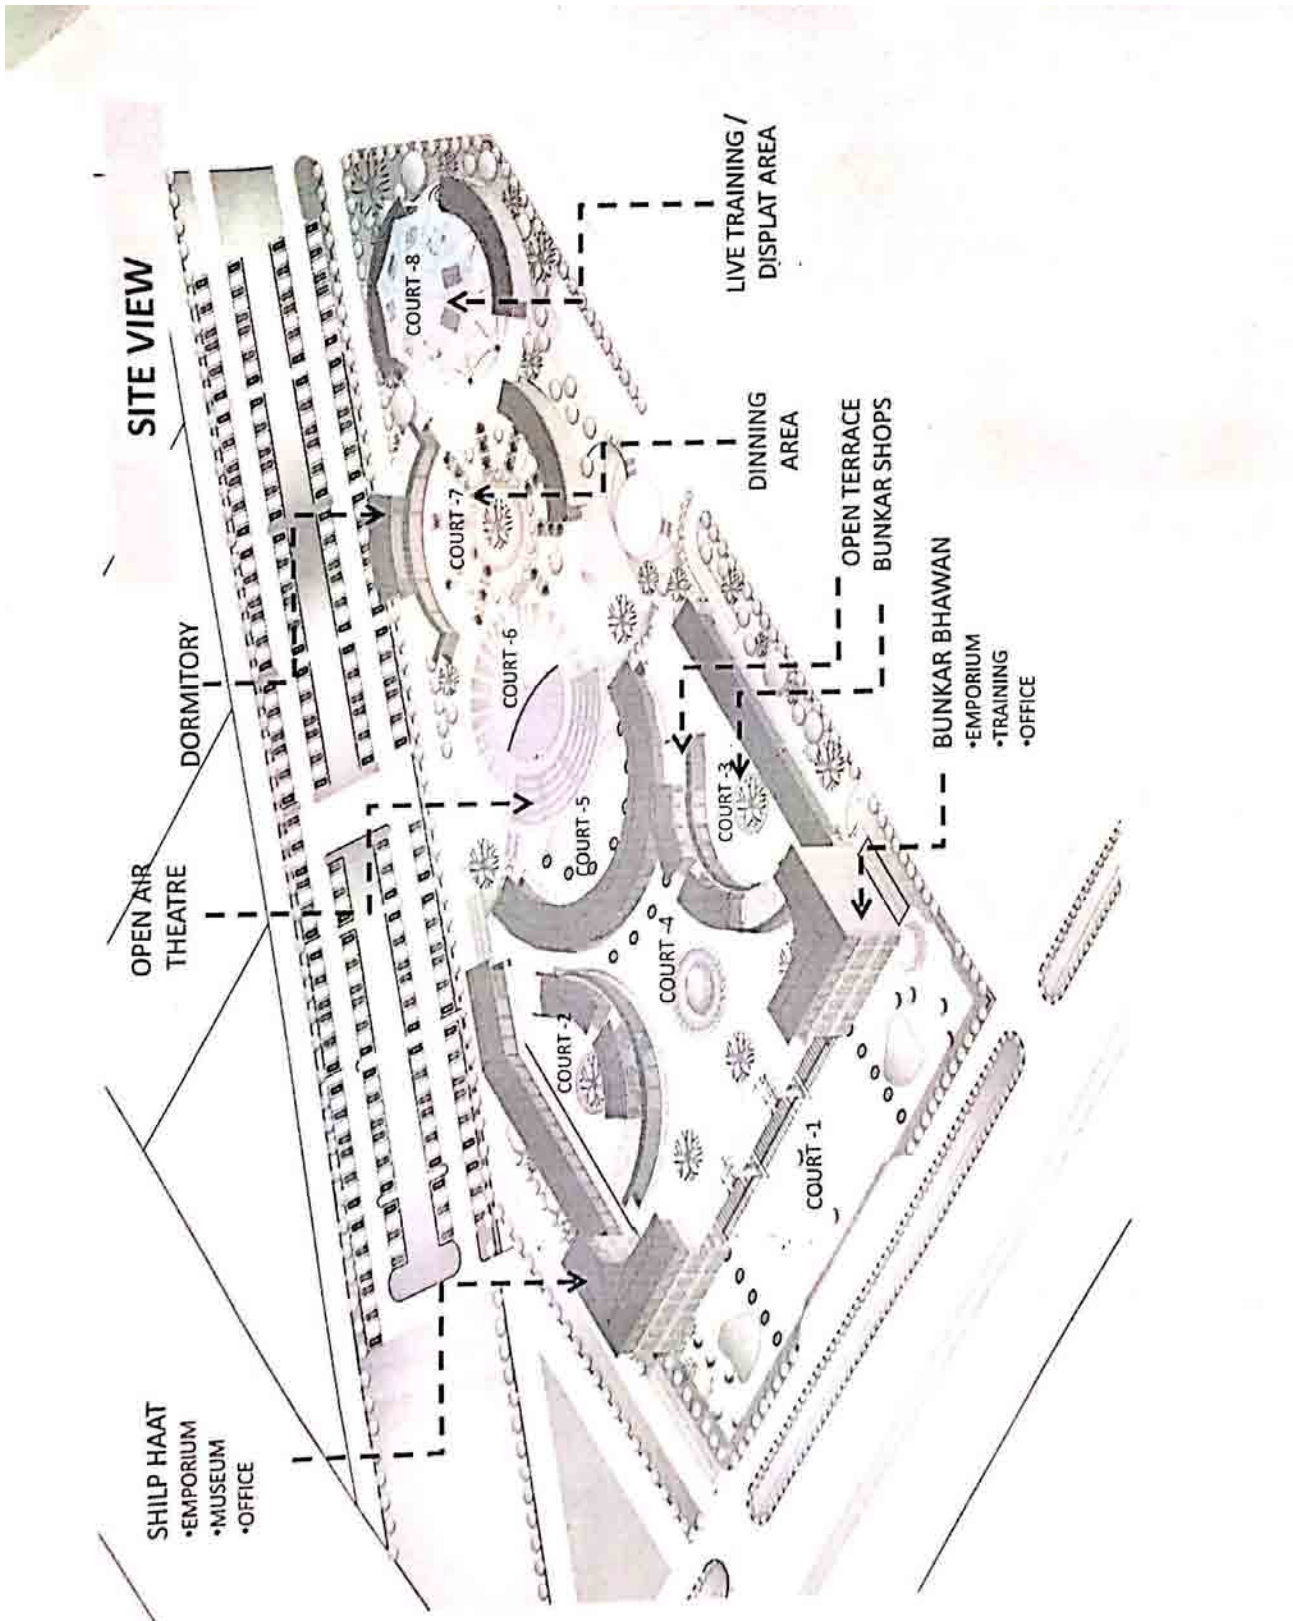 SITE VIEW
SHILP HAAT
•EMPORIUM
•MUSEUM
•OFFICE
OPEN AIR
THEATRE
DORMITORY
COURT -8
COURT -7
COURT -6
COURT -5
COURT -3
COURT -4
COURT -2
COURT -1
LIVE TRAINING /
DISPLAT AREA
DINNING
AREA
OPEN TERRACE
BUNKAR SHOPS
BUNKAR BHAWAN
•EMPORIUM
•TRAINING
•OFFICE